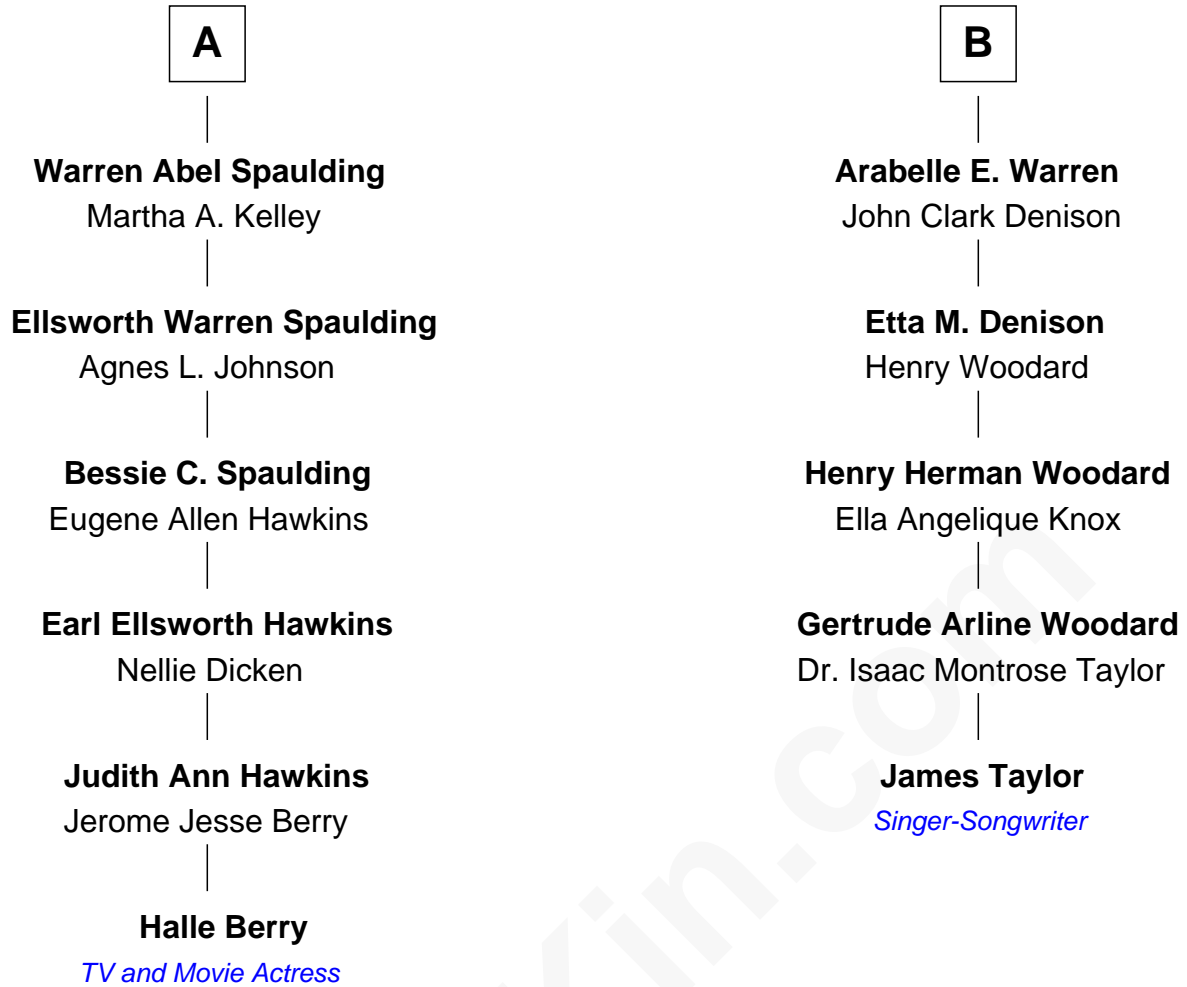 A
Warren Abel Spaulding
Martha A. Kelley
Ellsworth Warren Spaulding
Agnes L. Johnson
Bessie C. Spaulding
Eugene Allen Hawkins
Earl Ellsworth Hawkins
Nellie Dicken
Judith Ann Hawkins
Jerome Jesse Berry
Halle Berry
TV and Movie Actress
B
Arabelle E. Warren
John Clark Denison
Etta M. Denison
Henry Woodard
Henry Herman Woodard
Ella Angelique Knox
Gertrude Arline Woodard
Dr. Isaac Montrose Taylor
James Taylor
Singer-Songwriter
Kin.com